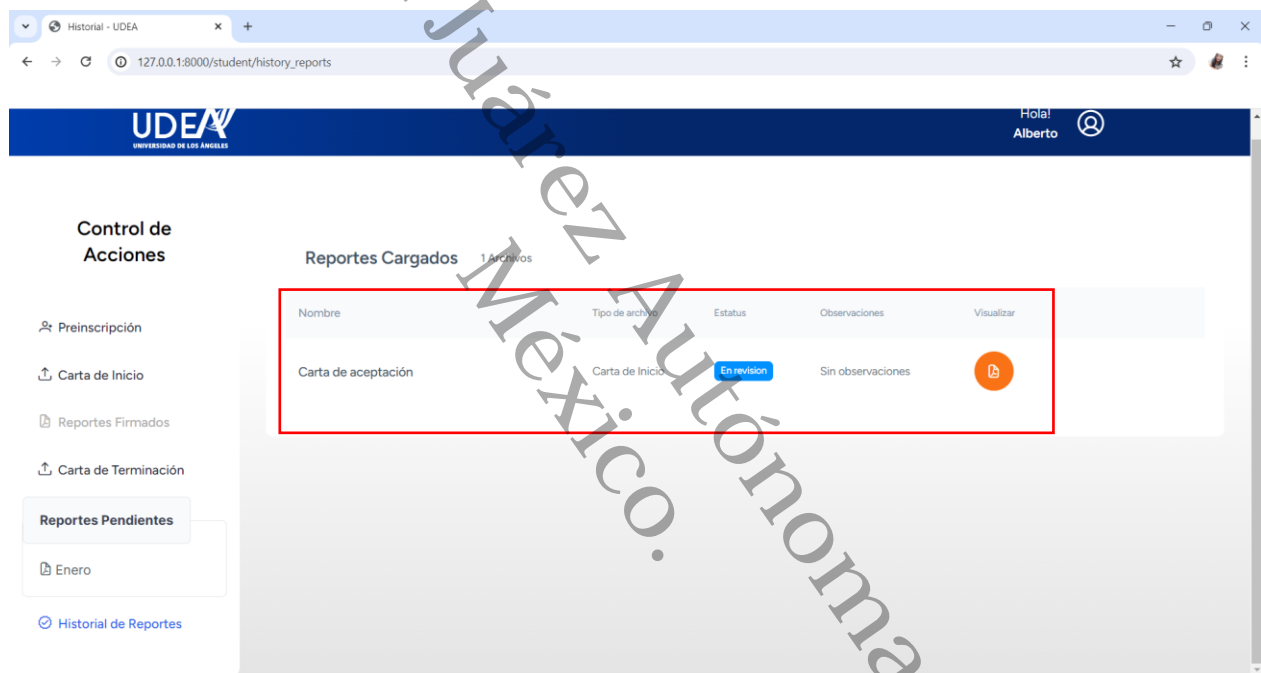 Historial - UDEA
127.0.0.1:8000/student/history_reports
UDEA
UNIVERSIDAD DE LOS ÁNGELES
Hola!
Alberto
Control de
Acciones
Preinscripción
Carta de Inicio
Reportes Firmados
Carta de Terminación
Reportes Pendientes
Enero
Historial de Reportes
Reportes Cargados 1 Archivos
Nombre Tipo de archivo Estatus Observaciones Visualizar
Carta de aceptación Carta de Inicio En revision Sin observaciones
Juárez Autónoma
México.